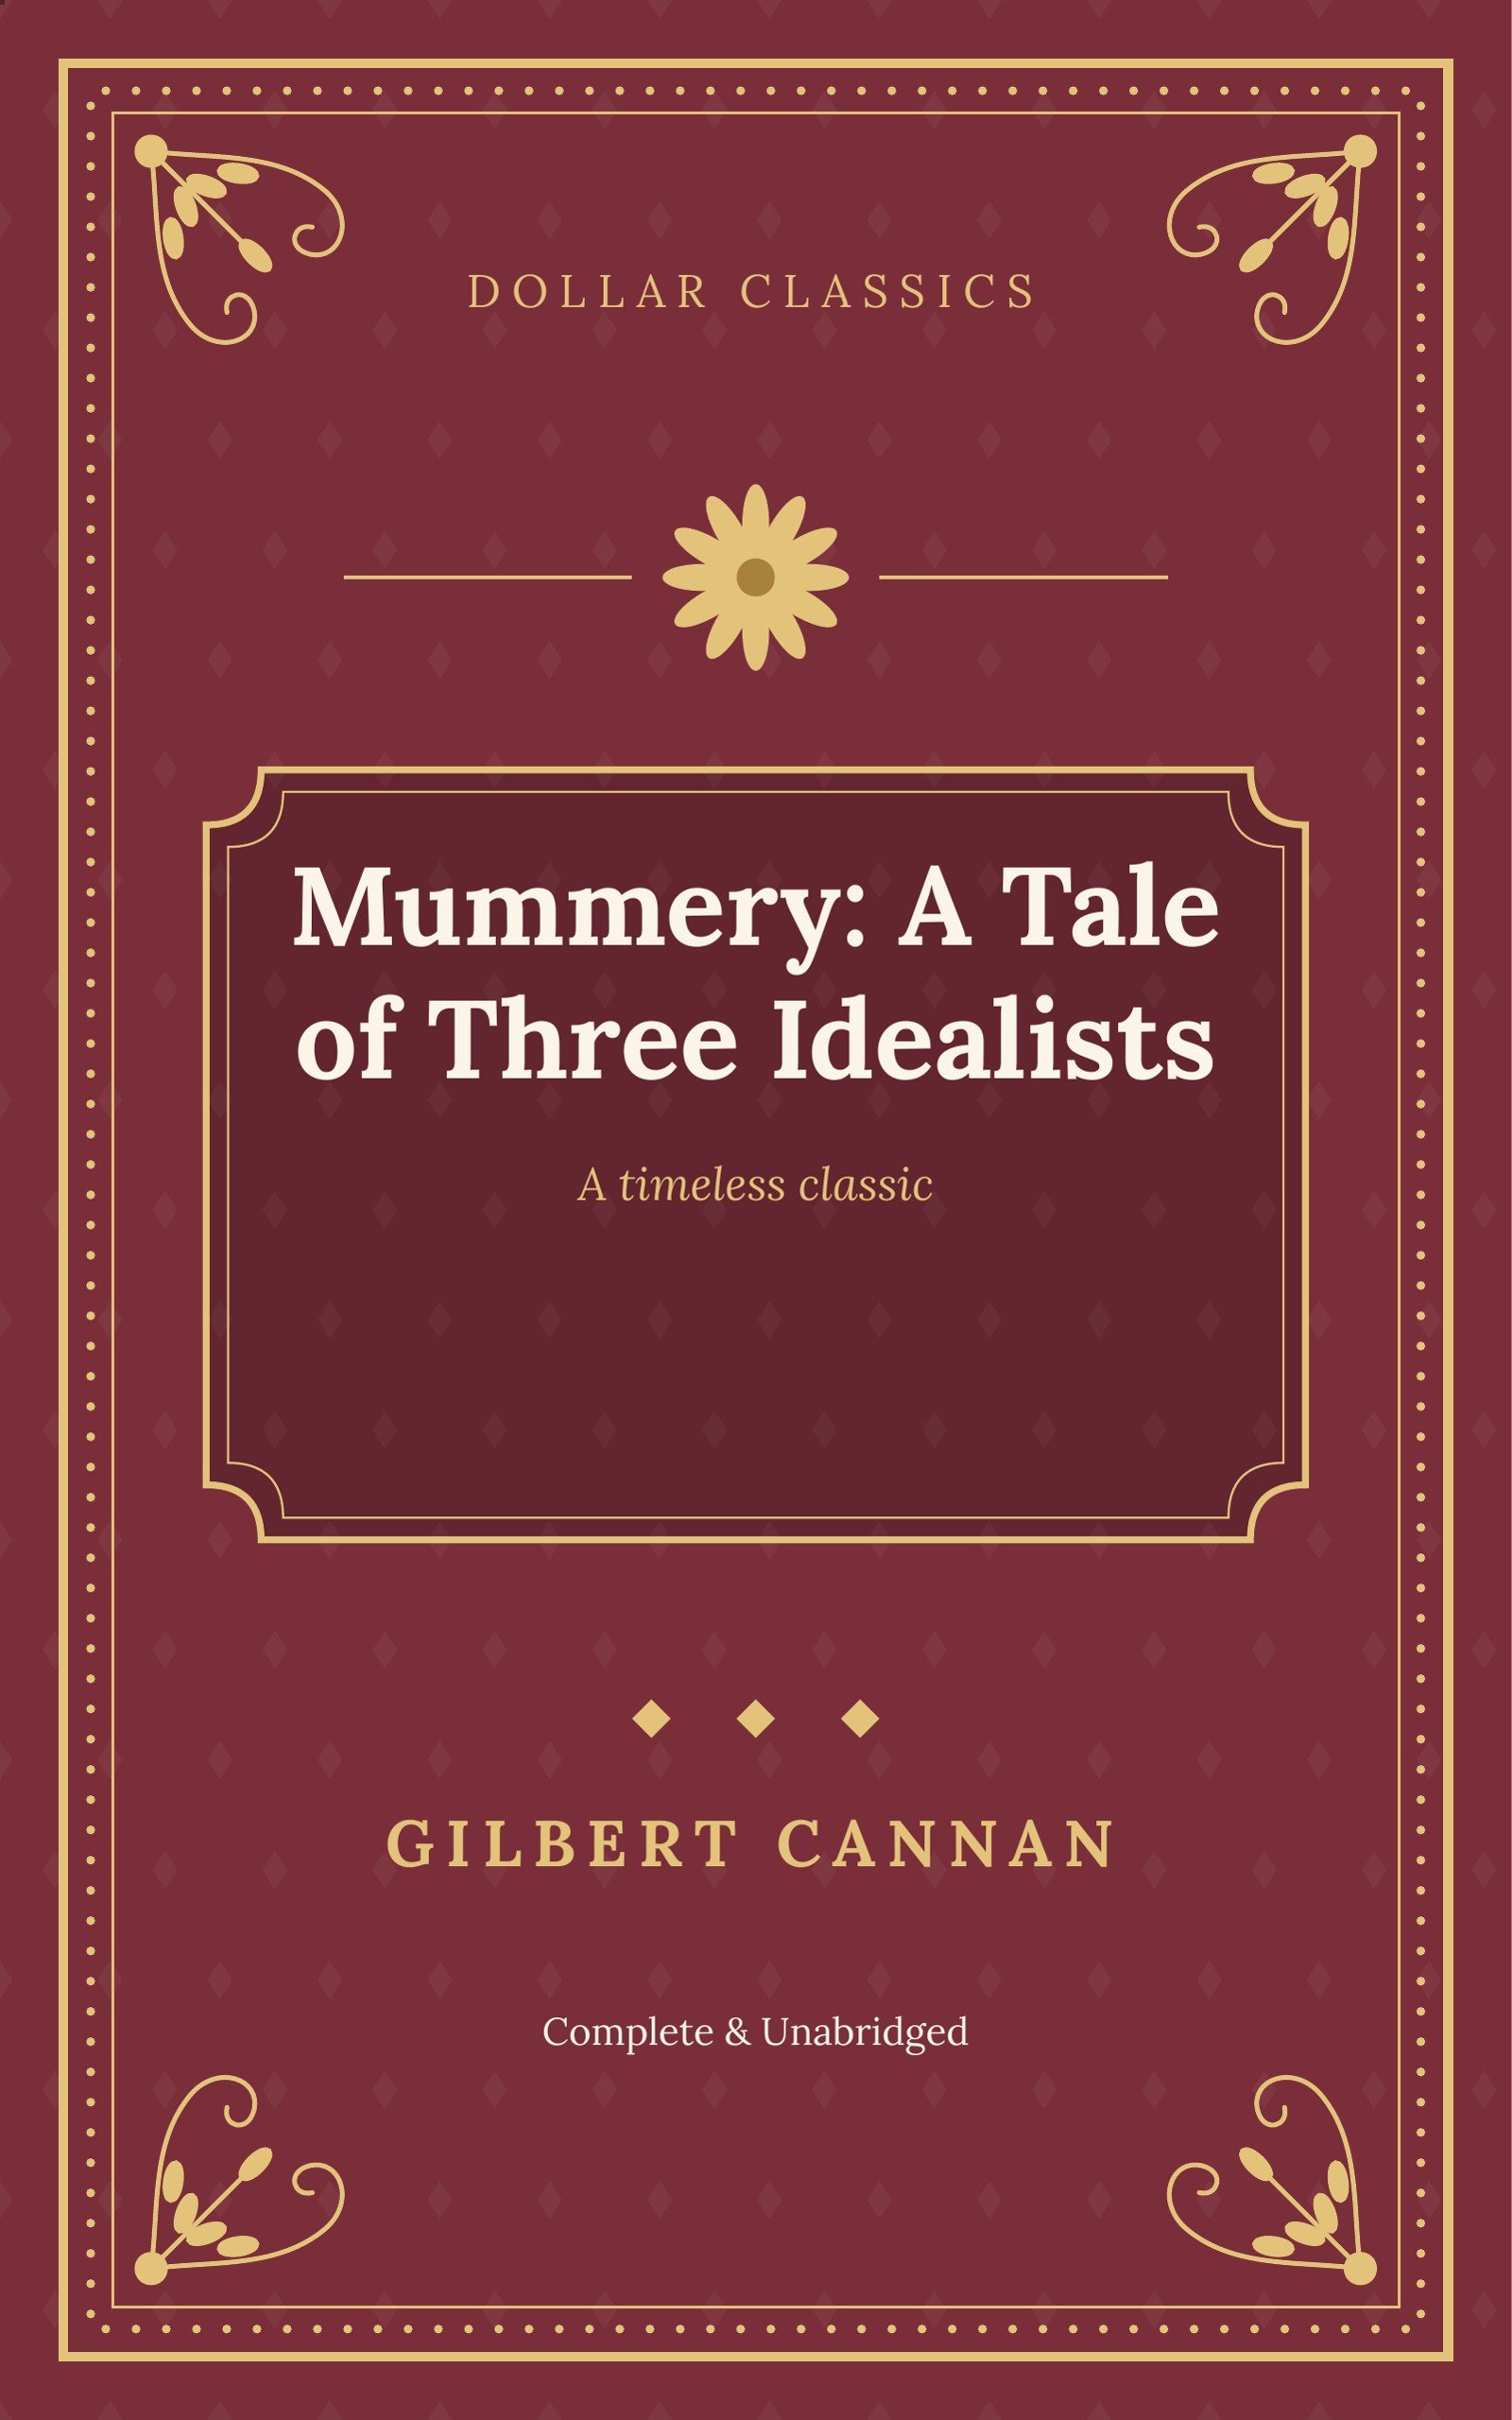 DOLLAR CLASSICS
Mummery: A Tale
of Three Idealists
A timeless classic
GILBERT CANNAN
Complete & Unabridged